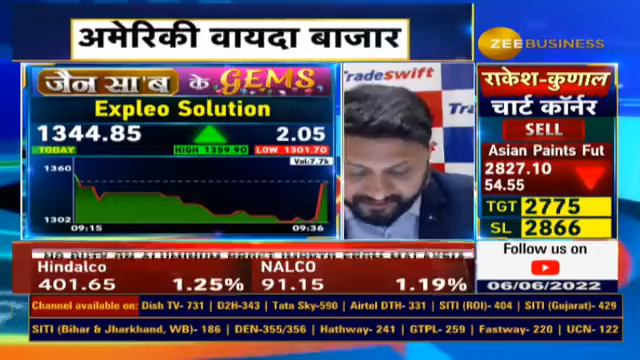 अमेरिकी वायदा बाजार
ZEE BUSINESS
जैन सा'ब के GEMS
Expleo Solution
1344.85 2.05
TODAY HIGH 1359.90 LOW 1301.70
Vol:7.7k
1360
1302
09:15 09:36
Tradeswift
Trade
राकेश-कुणाल
चार्ट कॉर्नर
SELL
Asian Paints Fut
2827.10
54.55
TGT 2775
SL 2866
Hindalco NALCO
401.65 1.25% 91.15 1.19%
Follow us on
06/06/2022
Channel available on: Dish TV- 731 | D2H-343 | Tata Sky-590 | Airtel DTH- 331 | SITI (ROI)- 404 | SITI (Gujarat)- 429
SITI (Bihar & Jharkhand, WB)- 186 | DEN-355/356 | Hathway- 241 | GTPL- 259 | Fastway- 220 | UCN- 122